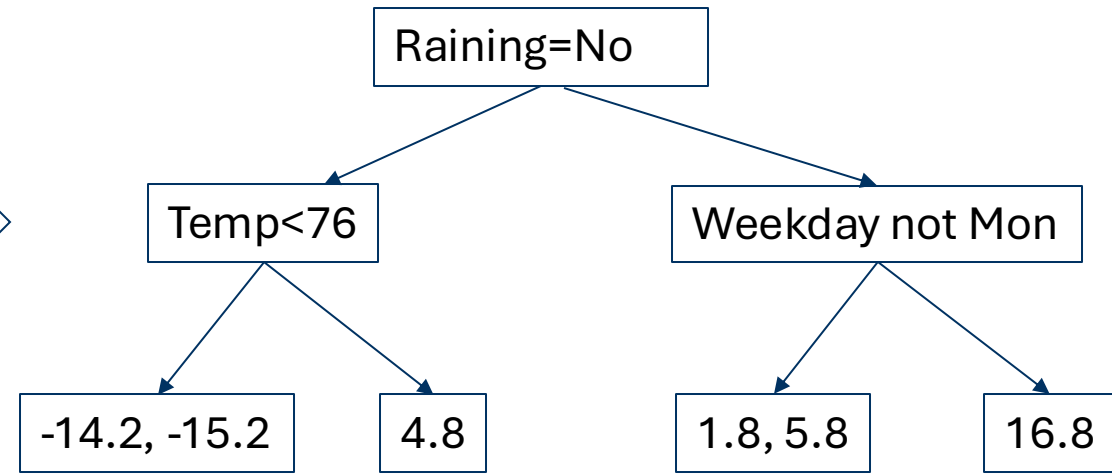 Raining=No
Temp<76
Weekday not Mon
-14.2, -15.2
4.8
1.8, 5.8
16.8